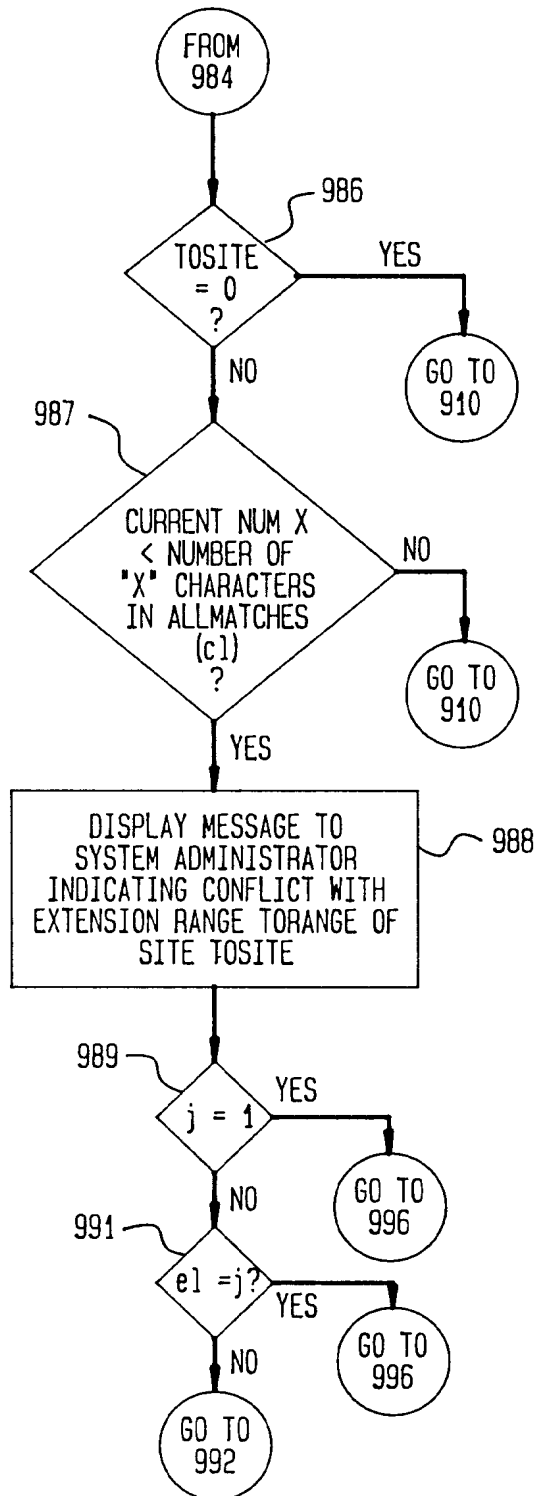 FROM
984
986
TOSITE
= 0
?
YES
GO TO
910
NO
987
CURRENT NUM X
< NUMBER OF
"X" CHARACTERS
IN ALLMATCHES
(cl)
?
NO
GO TO
910
YES
DISPLAY MESSAGE TO
SYSTEM ADMINISTRATOR
INDICATING CONFLICT WITH
EXTENSION RANGE TORANGE OF
SITE TOSITE
988
989
j = 1
YES
GO TO
996
NO
991
el =j?
YES
GO TO
996
NO
GO TO
992